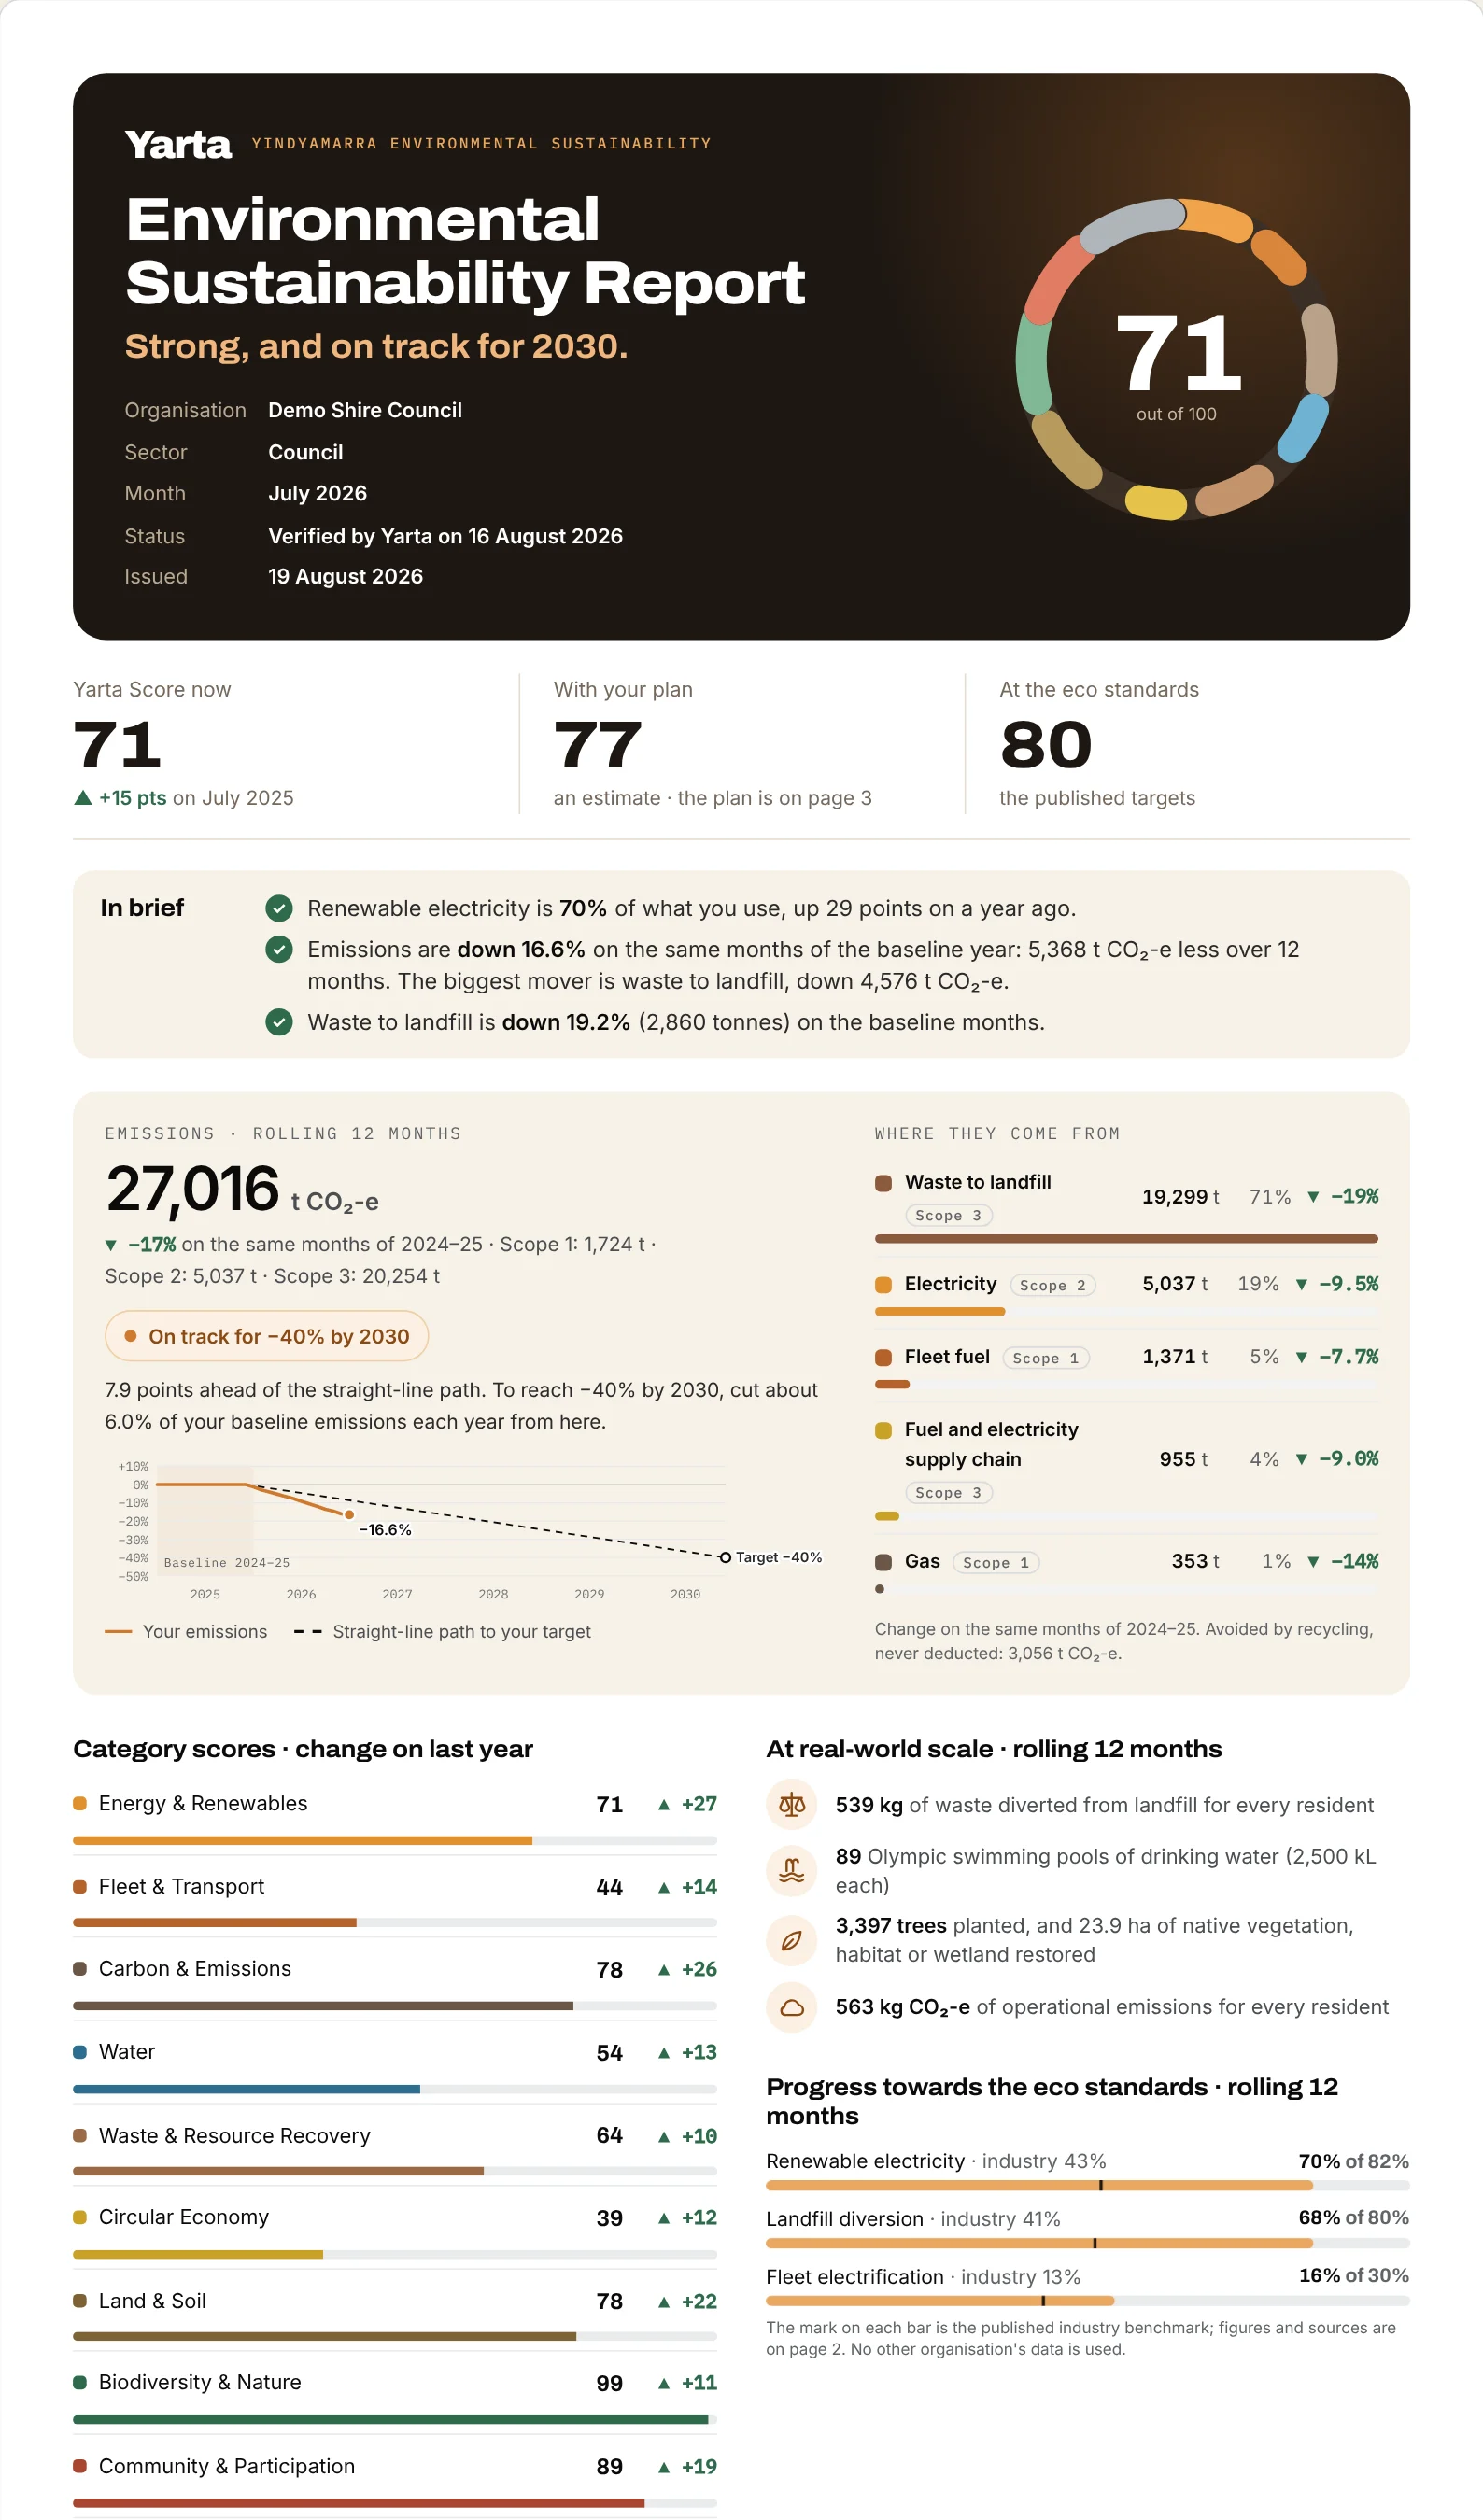 Yarta YINDYAMARRA ENVIRONMENTAL SUSTAINABILITY
Environmental
Sustainability Report
Strong, and on track for 2030.
Organisation Demo Shire Council
Sector Council
Month July 2026
Status Verified by Yarta on 16 August 2026
Issued 19 August 2026
71
out of 100
Yarta Score now
71
▲ +15 pts on July 2025
With your plan
77
an estimate · the plan is on page 3
At the eco standards
80
the published targets
In brief
Renewable electricity is 70% of what you use, up 29 points on a year ago.
Emissions are down 16.6% on the same months of the baseline year: 5,368 t CO₂-e less over 12
months. The biggest mover is waste to landfill, down 4,576 t CO₂-e.
Waste to landfill is down 19.2% (2,860 tonnes) on the baseline months.
EMISSIONS · ROLLING 12 MONTHS
27,016 t CO₂-e
▼ −17% on the same months of 2024–25 · Scope 1: 1,724 t ·
Scope 2: 5,037 t · Scope 3: 20,254 t
On track for −40% by 2030
7.9 points ahead of the straight-line path. To reach −40% by 2030, cut about
6.0% of your baseline emissions each year from here.
+10%
0%
−10%
−20%
−30%
−40%
−50%
Baseline 2024–25
−16.6%
Target −40%
2025 2026 2027 2028 2029 2030
Your emissions Straight-line path to your target
WHERE THEY COME FROM
Waste to landfill
Scope 3
19,299 t 71% ▼ −19%
Electricity Scope 2 5,037 t 19% ▼ −9.5%
Fleet fuel Scope 1 1,371 t 5% ▼ −7.7%
Fuel and electricity
supply chain
Scope 3
955 t 4% ▼ −9.0%
Gas Scope 1 353 t 1% ▼ −14%
Change on the same months of 2024–25. Avoided by recycling,
never deducted: 3,056 t CO₂-e.
Category scores · change on last year
Energy & Renewables 71 ▲ +27
Fleet & Transport 44 ▲ +14
Carbon & Emissions 78 ▲ +26
Water 54 ▲ +13
Waste & Resource Recovery 64 ▲ +10
Circular Economy 39 ▲ +12
Land & Soil 78 ▲ +22
Biodiversity & Nature 99 ▲ +11
Community & Participation 89 ▲ +19
At real-world scale · rolling 12 months
539 kg of waste diverted from landfill for every resident
89 Olympic swimming pools of drinking water (2,500 kL
each)
3,397 trees planted, and 23.9 ha of native vegetation,
habitat or wetland restored
563 kg CO₂-e of operational emissions for every resident
Progress towards the eco standards · rolling 12
months
Renewable electricity · industry 43% 70% of 82%
Landfill diversion · industry 41% 68% of 80%
Fleet electrification · industry 13% 16% of 30%
The mark on each bar is the published industry benchmark; figures and sources are
on page 2. No other organisation's data is used.